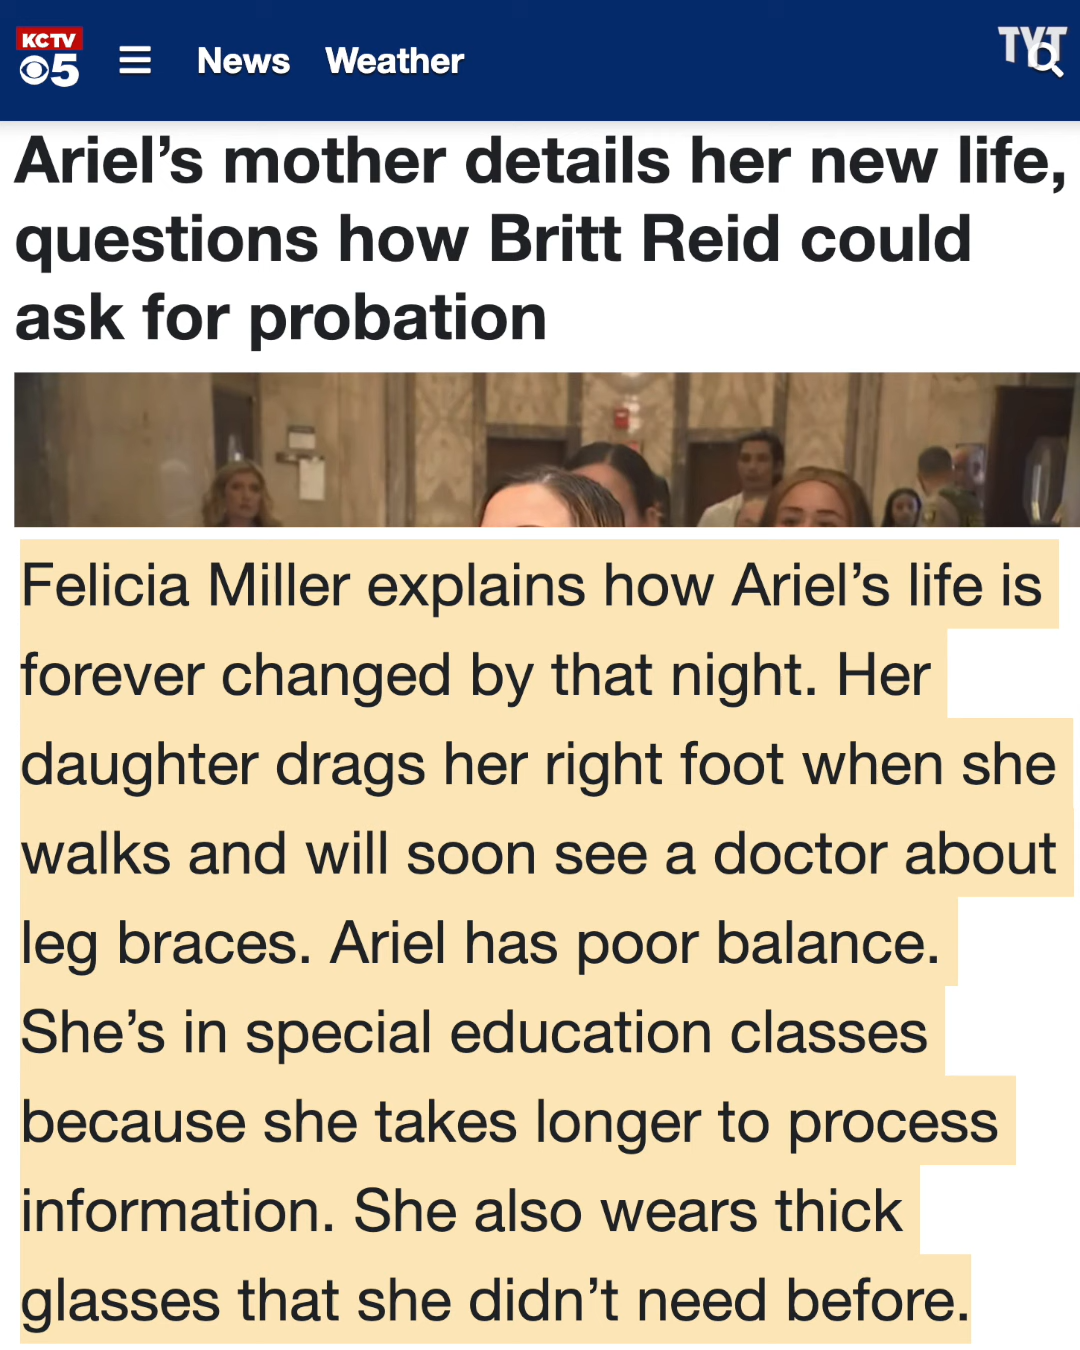 KCTV
5
News Weather
TYT
Ariel’s mother details her new life,
questions how Britt Reid could
ask for probation
Felicia Miller explains how Ariel’s life is
forever changed by that night. Her
daughter drags her right foot when she
walks and will soon see a doctor about
leg braces. Ariel has poor balance.
She’s in special education classes
because she takes longer to process
information. She also wears thick
glasses that she didn’t need before.